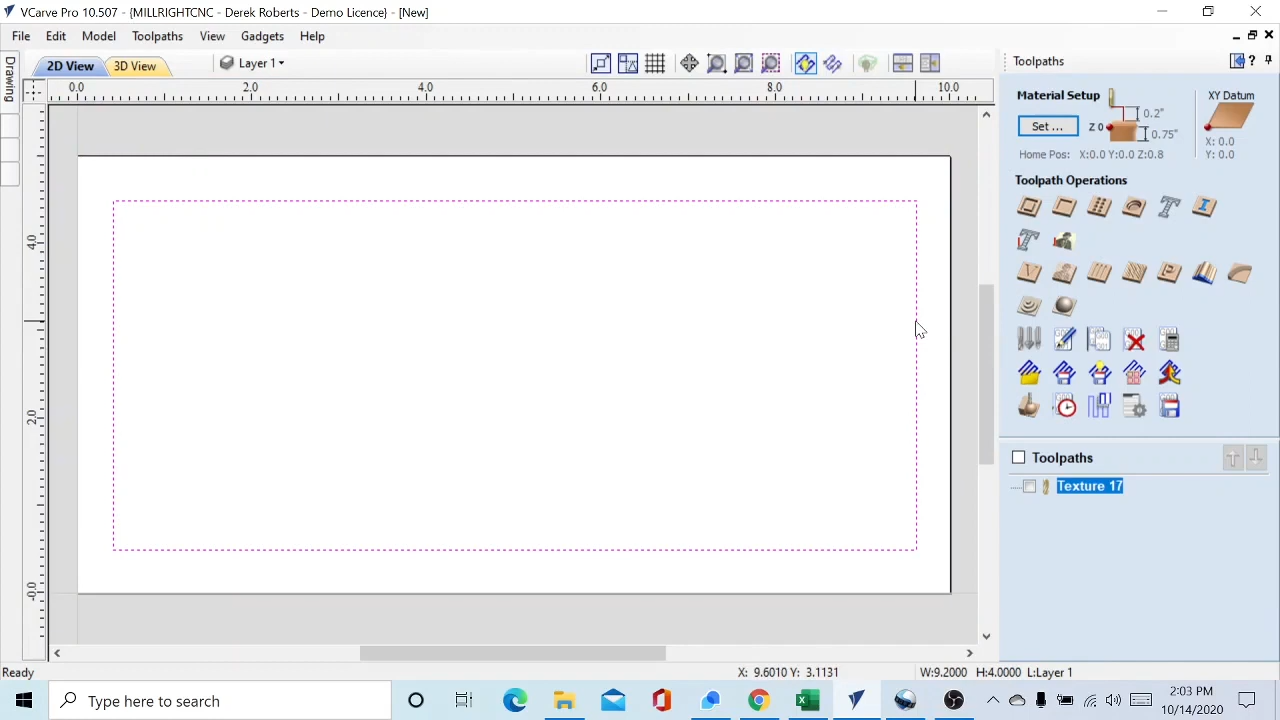 VCarve Pro 10.507 - {MILLRIGHTCNC - Derek Roberts - Demo Licence} - [New]
File Edit Model Toolpaths View Gadgets Help
Drawing
2D View
3D View
Layer 1
Toolpaths
0.0 2.0 4.0 6.0 8.0 10.0
4.0
2.0
-0.0
Material Setup
XY Datum
Set ...
Z 0
0.2"
0.75"
X: 0.0
Y: 0.0
Home Pos: X:0.0 Y:0.0 Z:0.8
Toolpath Operations
Toolpaths
Texture 17
Ready
X: 9.6010 Y: 3.1131
W:9.2000 H:4.0000 L:Layer 1
Type here to search
2:03 PM
10/14/2020